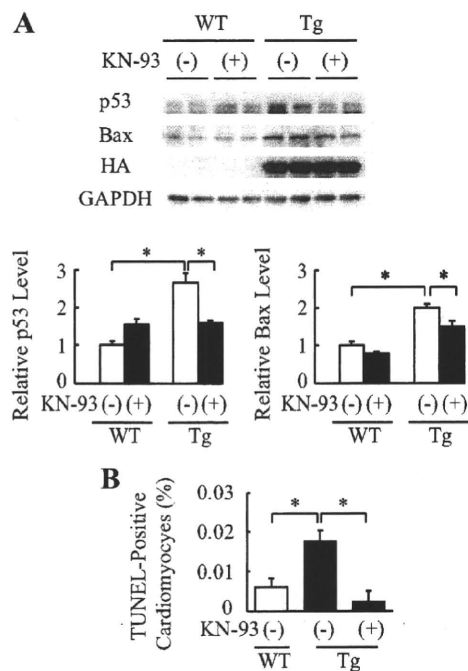 A
WT Tg
KN-93 (-) (+) (-) (+)
p53
Bax
HA
GAPDH
Relative p53 Level
3
2
1
0
* *
KN-93 (-) (+) (-) (+)
WT Tg
Relative Bax Level
3
2
1
0
* *
KN-93 (-) (+) (-) (+)
WT Tg
B
TUNEL-Positive
Cardiomyocyes (%)
0.03
0.02
0.01
0
* *
KN-93 (-) (-) (+)
WT Tg